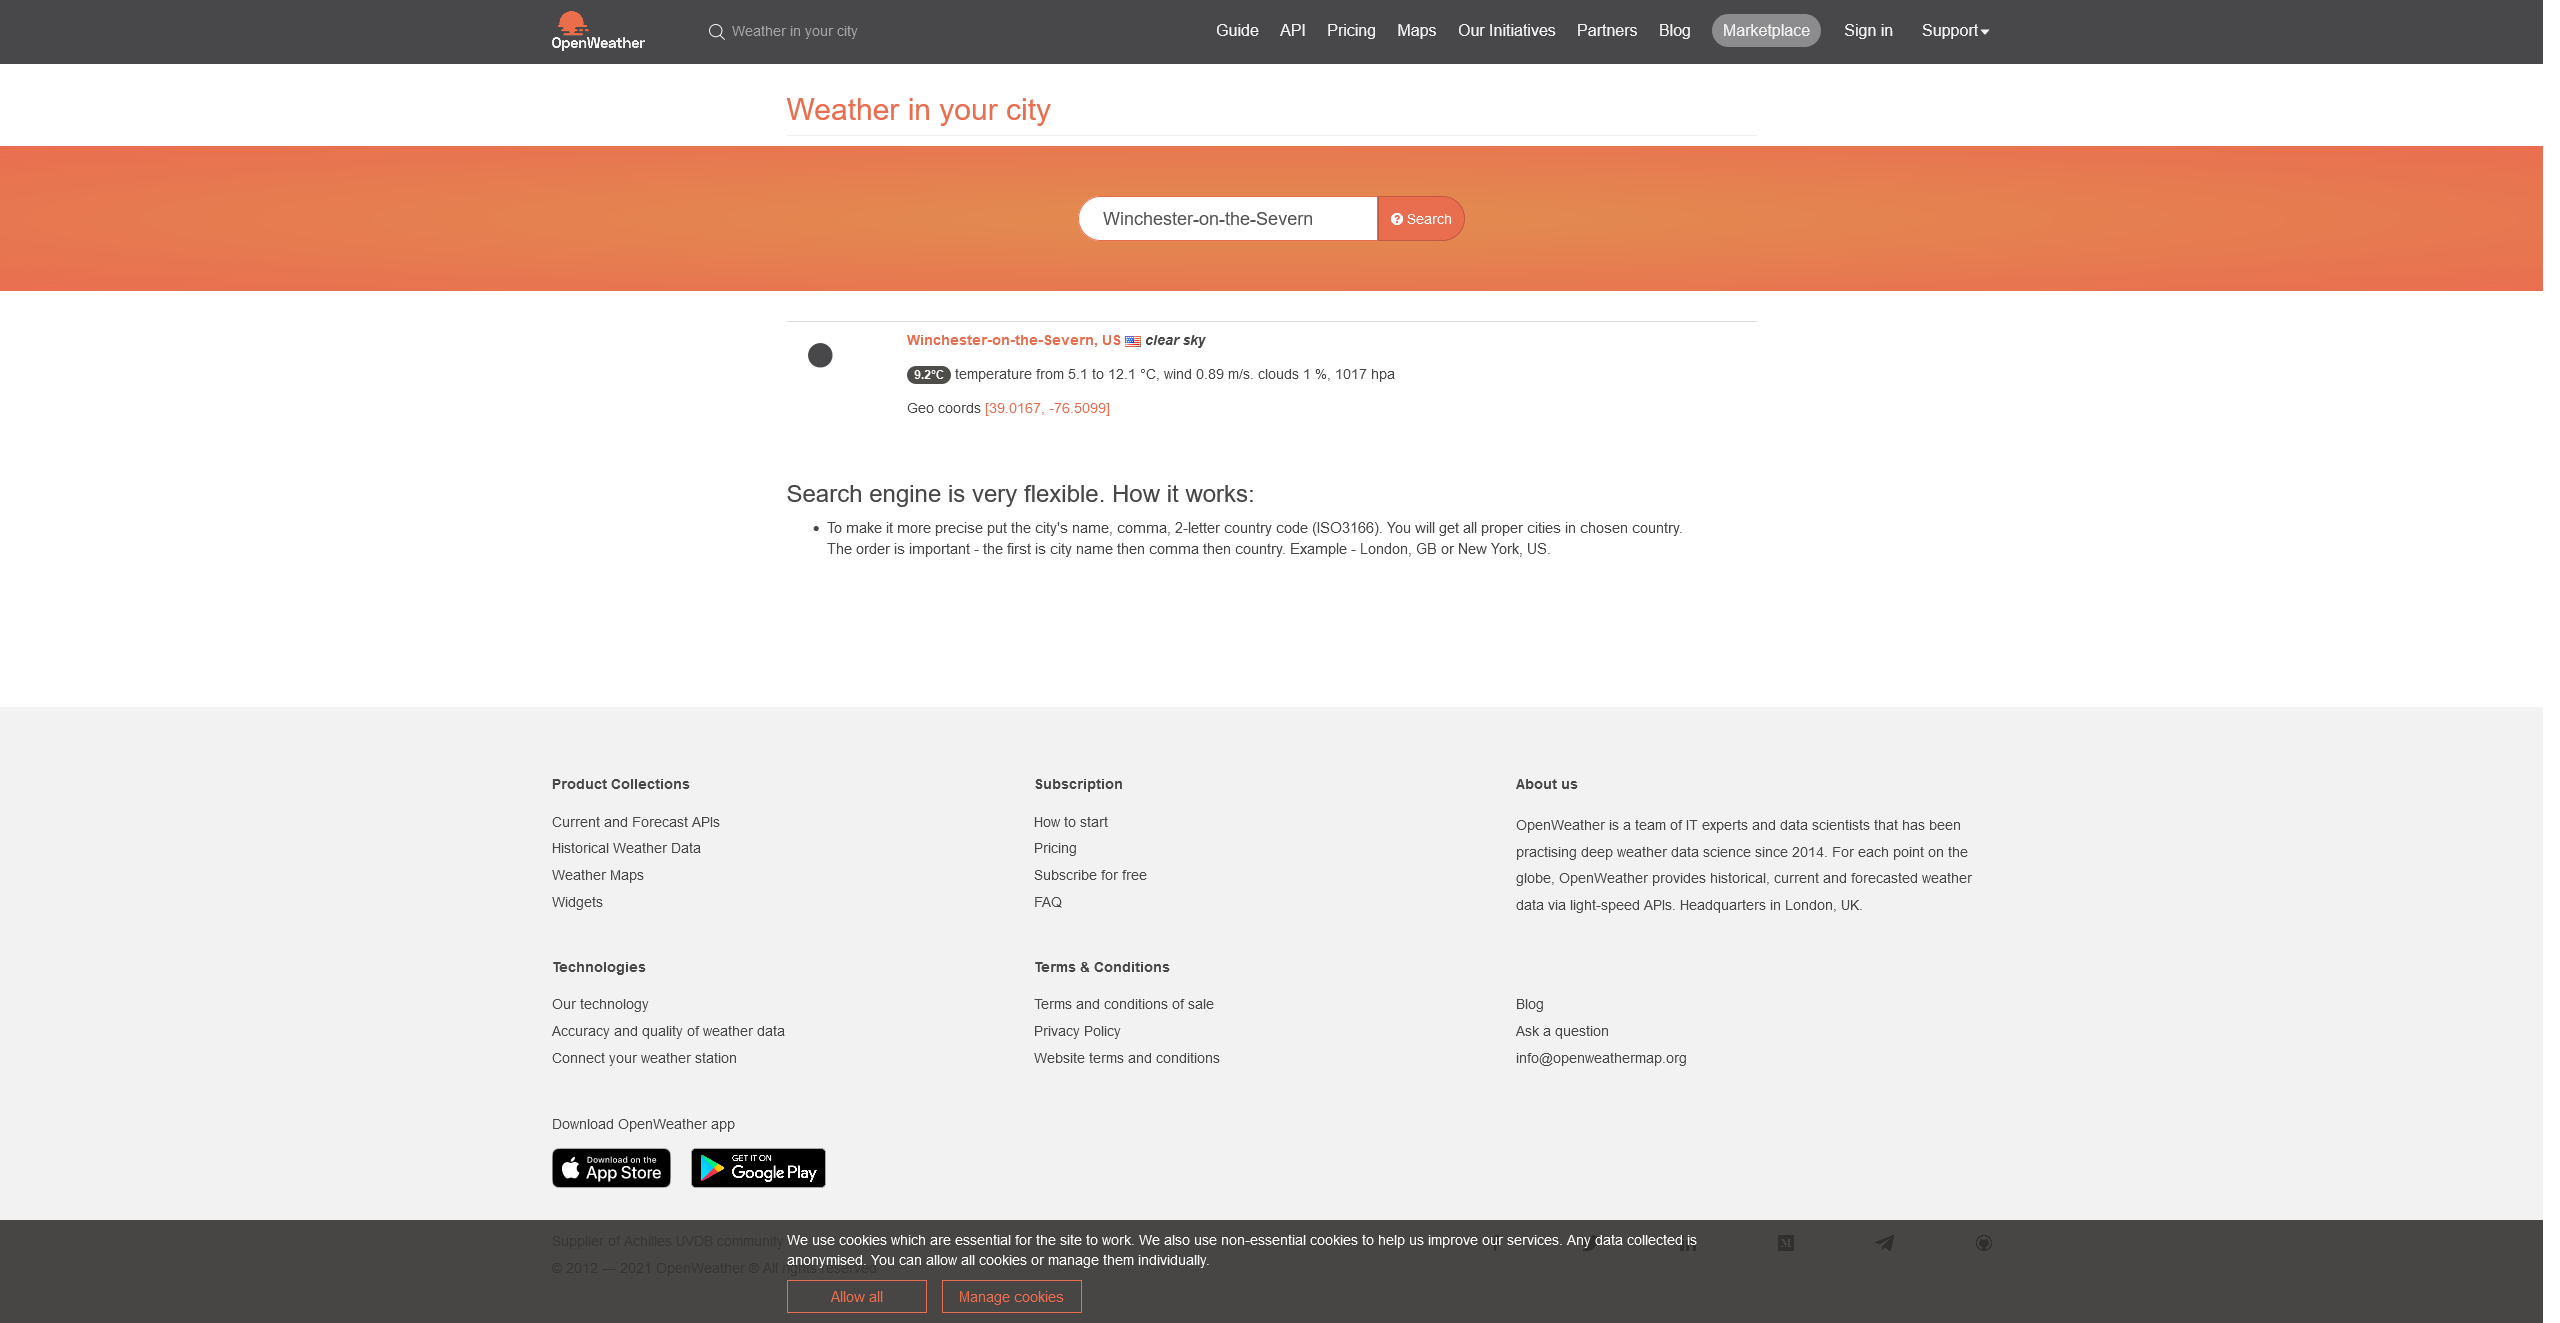 OpenWeather
Weather in your city
Guide API Pricing Maps Our Initiatives Partners Blog Marketplace Sign in Support
Weather in your city
Winchester-on-the-Severn
Search
Winchester-on-the-Severn, US clear sky
9.2°C temperature from 5.1 to 12.1 °C, wind 0.89 m/s. clouds 1 %, 1017 hpa
Geo coords [39.0167, -76.5099]
Search engine is very flexible. How it works:
• To make it more precise put the city's name, comma, 2-letter country code (ISO3166). You will get all proper cities in chosen country.
The order is important - the first is city name then comma then country. Example - London, GB or New York, US.
Product Collections
Current and Forecast APIs
Historical Weather Data
Weather Maps
Widgets
Subscription
How to start
Pricing
Subscribe for free
FAQ
About us
OpenWeather is a team of IT experts and data scientists that has been
practising deep weather data science since 2014. For each point on the
globe, OpenWeather provides historical, current and forecasted weather
data via light-speed APIs. Headquarters in London, UK.
Technologies
Our technology
Accuracy and quality of weather data
Connect your weather station
Terms & Conditions
Terms and conditions of sale
Privacy Policy
Website terms and conditions
Blog
Ask a question
info@openweathermap.org
Download OpenWeather app
Download on the
App Store
GET IT ON
Google Play
Supplier of Achilles UVDB community
© 2012 — 2021 OpenWeather ® All rights reserved
We use cookies which are essential for the site to work. We also use non-essential cookies to help us improve our services. Any data collected is
anonymised. You can allow all cookies or manage them individually.
Allow all
Manage cookies